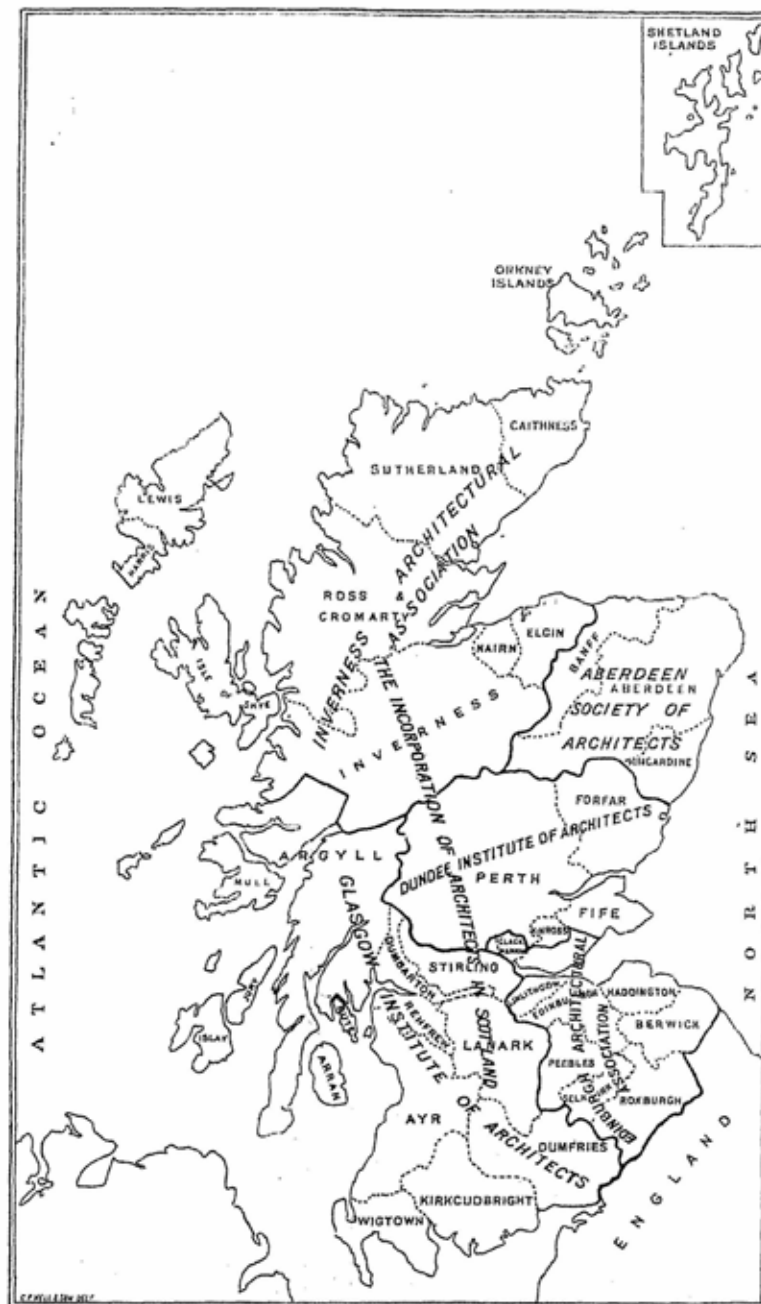 SHETLAND
ISLANDS
ORKNEY
ISLANDS
CAITHNESS
SUTHERLAND
LEWIS
HARRIS
ROSS &
CROMARTY
INVERNESS ARCHITECTURAL
ASSOCIATION
ISLE OF
SKYE
NAIRN
ELGIN
BANFF
ABERDEEN
ABERDEEN
SOCIETY OF
ARCHITECTS
KINCARDINE
INVERNESS
THE INCORPORATION OF ARCHITECTS IN SCOTLAND
ATLANTIC OCEAN
NORTH SEA
FORFAR
DUNDEE INSTITUTE OF ARCHITECTS
PERTH
ARGYLL
MULL
FIFE
KINROSS
CLACK
STIRLING
DUMBARTON
GLASGOW INSTITUTE OF ARCHITECTS
RENFREW
LINLITHGOW
HADDINGTON
BERWICK
EDINBURGH ARCHITECTURAL
ASSOCIATION
LANARK
PEEBLES
SELKIRK
ROXBURGH
JURA
ISLAY
BUTE
ARRAN
AYR
DUMFRIES
KIRKCUDBRIGHT
WIGTOWN
ENGLAND